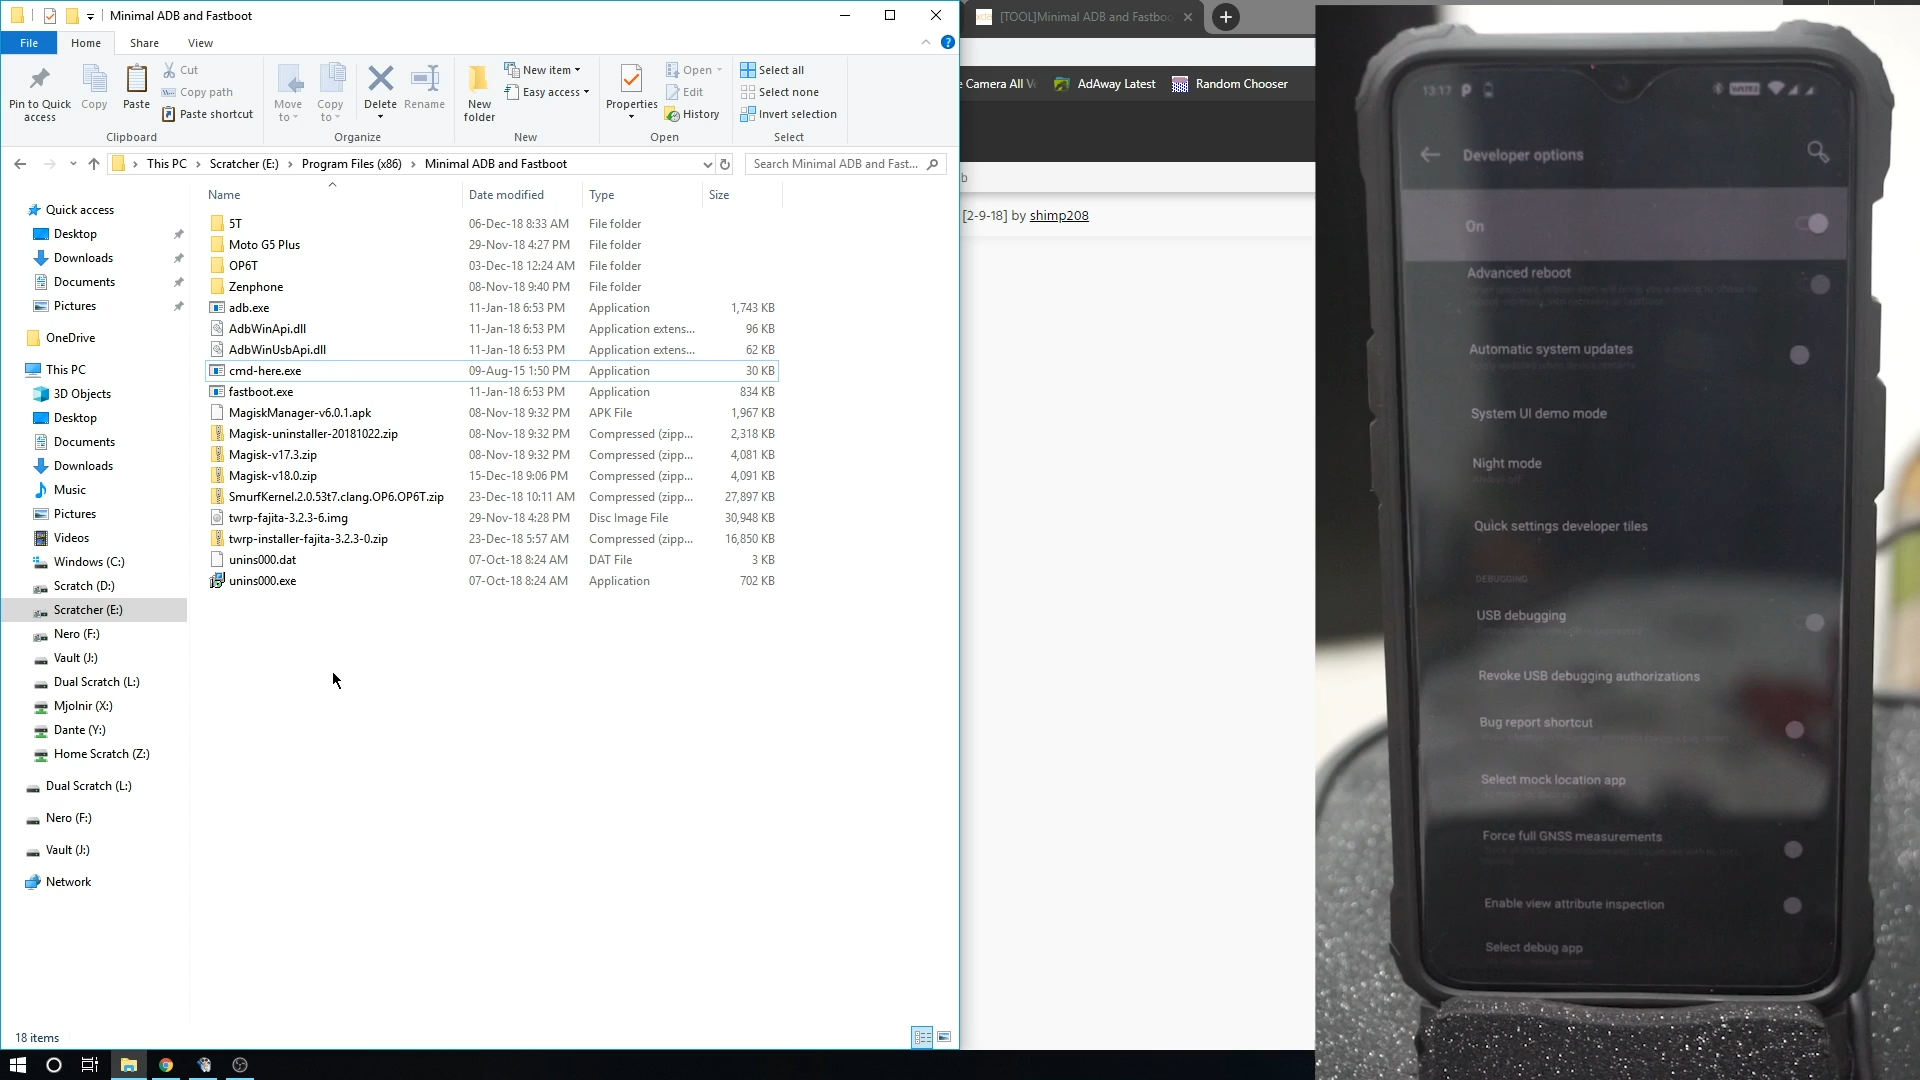 Minimal ADB and Fastboot
File
Home
Share
View
Pin to Quick access
Copy
Paste
Cut
Copy path
Paste shortcut
Clipboard
Move to
Copy to
Delete
Rename
Organize
New folder
New item
Easy access
New
Properties
Open
Edit
History
Open
Select all
Select none
Invert selection
Select
This PC
Scratcher (E:)
Program Files (x86)
Minimal ADB and Fastboot
Search Minimal ADB and Fast...
Quick access
Desktop
Downloads
Documents
Pictures
OneDrive
This PC
3D Objects
Desktop
Documents
Downloads
Music
Pictures
Videos
Windows (C:)
Scratch (D:)
Scratcher (E:)
Nero (F:)
Vault (J:)
Dual Scratch (L:)
Mjolnir (X:)
Dante (Y:)
Home Scratch (Z:)
Dual Scratch (L:)
Nero (F:)
Vault (J:)
Network
Name Date modified Type Size
5T 06-Dec-18 8:33 AM File folder
Moto G5 Plus 29-Nov-18 4:27 PM File folder
OP6T 03-Dec-18 12:24 AM File folder
Zenphone 08-Nov-18 9:40 PM File folder
adb.exe 11-Jan-18 6:53 PM Application 1,743 KB
AdbWinApi.dll 11-Jan-18 6:53 PM Application extens... 96 KB
AdbWinUsbApi.dll 11-Jan-18 6:53 PM Application extens... 62 KB
cmd-here.exe 09-Aug-15 1:50 PM Application 30 KB
fastboot.exe 11-Jan-18 6:53 PM Application 834 KB
MagiskManager-v6.0.1.apk 08-Nov-18 9:32 PM APK File 1,967 KB
Magisk-uninstaller-20181022.zip 08-Nov-18 9:32 PM Compressed (zipp... 2,318 KB
Magisk-v17.3.zip 08-Nov-18 9:32 PM Compressed (zipp... 4,081 KB
Magisk-v18.0.zip 15-Dec-18 9:06 PM Compressed (zipp... 4,091 KB
SmurfKernel.2.0.53t7.clang.OP6.OP6T.zip 23-Dec-18 10:11 AM Compressed (zipp... 27,897 KB
twrp-fajita-3.2.3-6.img 29-Nov-18 4:28 PM Disc Image File 30,948 KB
twrp-installer-fajita-3.2.3-0.zip 23-Dec-18 5:57 AM Compressed (zipp... 16,850 KB
unins000.dat 07-Oct-18 8:24 AM DAT File 3 KB
unins000.exe 07-Oct-18 8:24 AM Application 702 KB
18 items
[TOOL]Minimal ADB and Fastboo
e Camera All V
AdAway Latest
Random Chooser
b
[2-9-18] by shimp208
13:17
Developer options
On
Advanced reboot
Automatic system updates
System UI demo mode
Night mode
Quick settings developer tiles
DEBUGGING
USB debugging
Revoke USB debugging authorizations
Bug report shortcut
Select mock location app
Force full GNSS measurements
Enable view attribute inspection
Select debug app